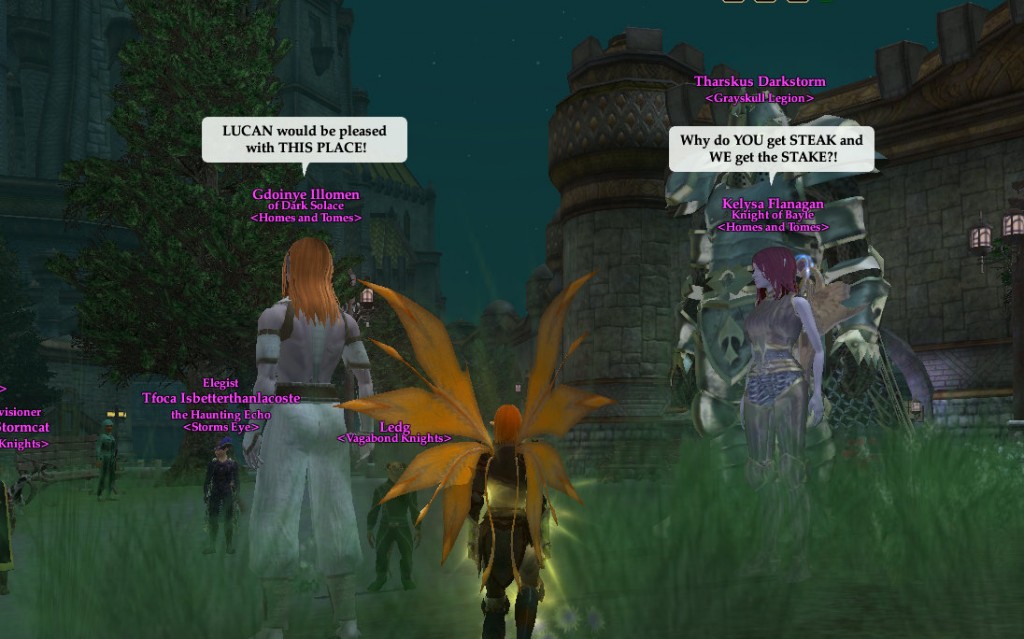 Tharskus Darkstorm
<Grayskull Legion>
LUCAN would be pleased
with THIS PLACE!
Why do YOU get STEAK and
WE get the STAKE?!
Gdoinye Illomen
of Dark Solace
<Homes and Tomes>
Kelysa Flanagan
Knight of Bayle
<Homes and Tomes>
Elegist
Tfoca Isbetterthanlacoste
the Haunting Echo
<Storms Eye>
Ledg
<Vagabond Knights>
>
visioner
Stormcat
Knights>